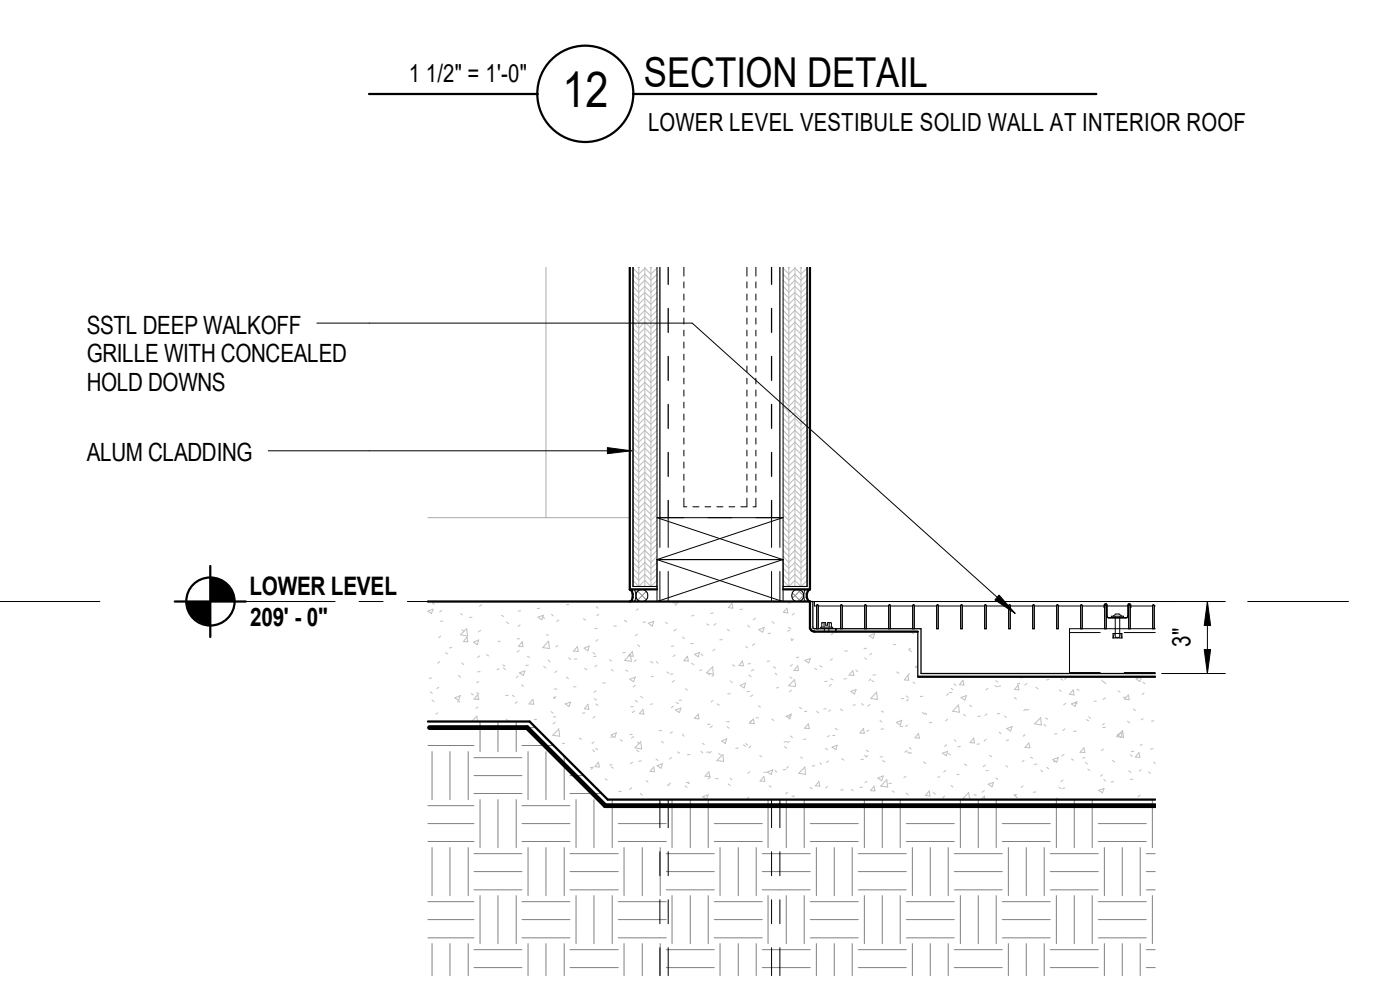 1 1/2" = 1'-0"
12
SECTION DETAIL
LOWER LEVEL VESTIBULE SOLID WALL AT INTERIOR ROOF
SSTL DEEP WALKOFF
GRILLE WITH CONCEALED
HOLD DOWNS
ALUM CLADDING
LOWER LEVEL
209' - 0"
3"